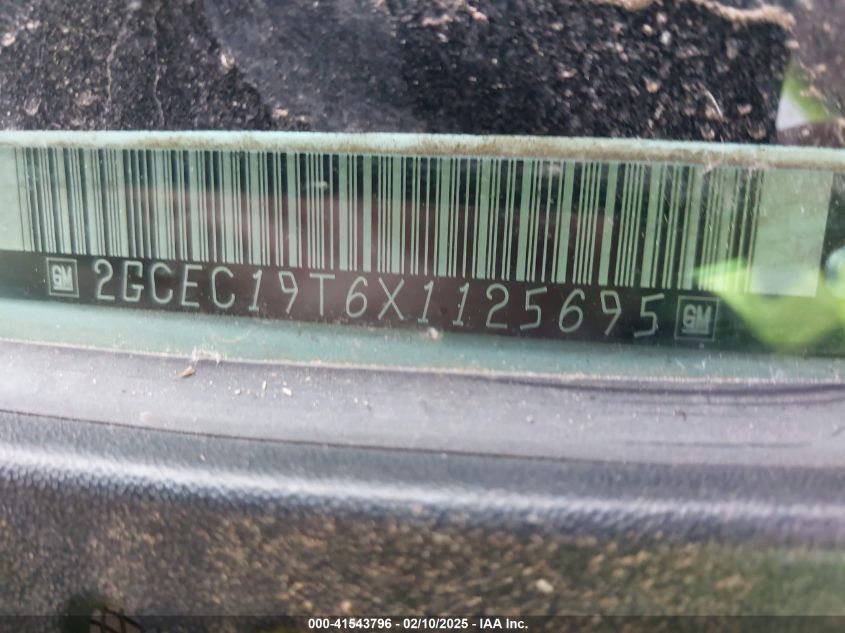 GM 2GCEC19T6X1125695 GM
000-41543796 - 02/10/2025 - IAA Inc.